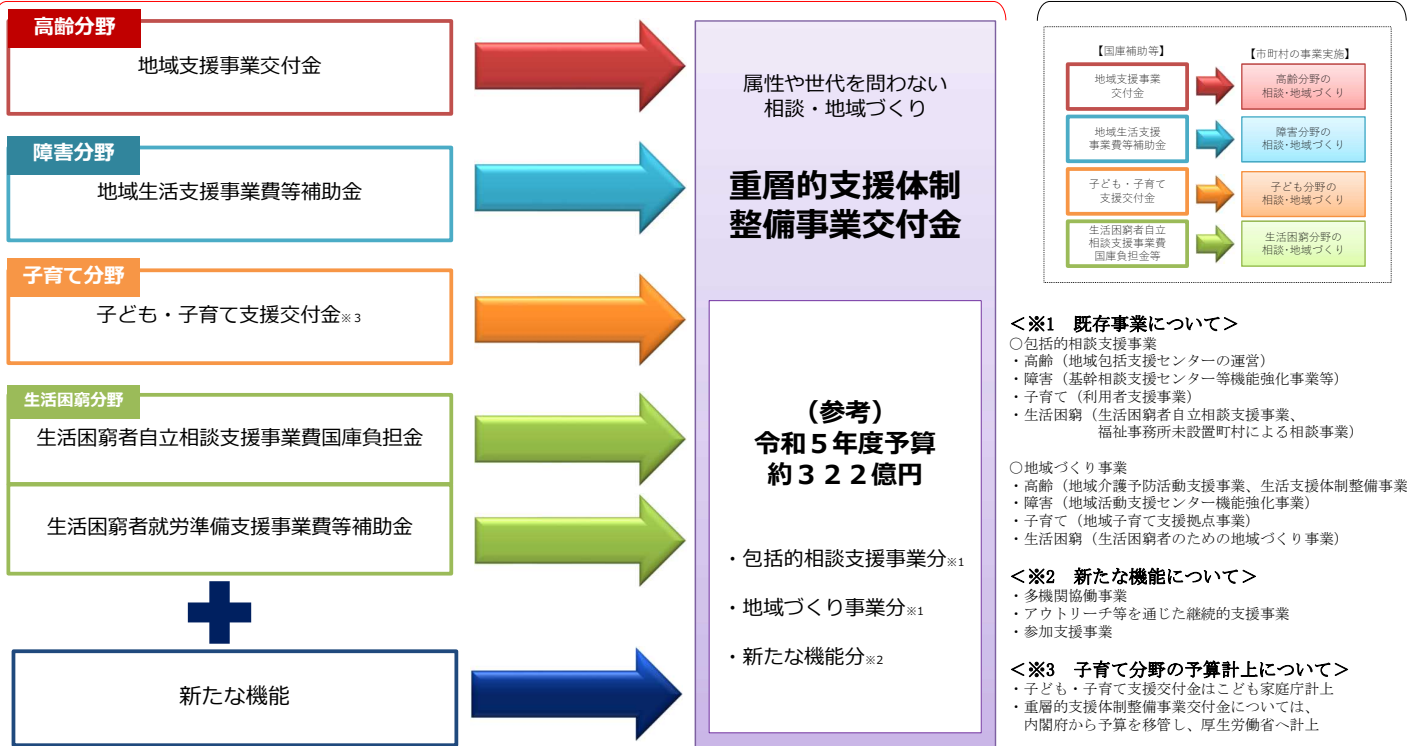 高齢分野
地域支援事業交付金
障害分野
地域生活支援事業費等補助金
子育て分野
子ども・子育て支援交付金※3
生活困窮分野
生活困窮者自立相談支援事業費国庫負担金
生活困窮者就労準備支援事業費等補助金
新たな機能
属性や世代を問わない
相談・地域づくり
重層的支援体制
整備事業交付金
（参考）
令和５年度予算
約３２２億円
・包括的相談支援事業分※1
・地域づくり事業分※1
・新たな機能分※2
【国庫補助等】
【市町村の事業実施】
地域支援事業
交付金
高齢分野の
相談・地域づくり
地域生活支援
事業費等補助金
障害分野の
相談・地域づくり
子ども・子育て
支援交付金
子ども分野の
相談・地域づくり
生活困窮者自立
相談支援事業費
国庫負担金等
生活困窮分野の
相談・地域づくり
＜※1　既存事業について＞
○包括的相談支援事業
・高齢（地域包括支援センターの運営）
・障害（基幹相談支援センター等機能強化事業等）
・子育て（利用者支援事業）
・生活困窮（生活困窮者自立相談支援事業、
福祉事務所未設置町村による相談事業）
○地域づくり事業
・高齢（地域介護予防活動支援事業、生活支援体制整備事業
・障害（地域活動支援センター機能強化事業）
・子育て（地域子育て支援拠点事業）
・生活困窮（生活困窮者のための地域づくり事業）
＜※2　新たな機能について＞
・多機関協働事業
・アウトリーチ等を通じた継続的支援事業
・参加支援事業
＜※3　子育て分野の予算計上について＞
・子ども・子育て支援交付金はこども家庭庁計上
・重層的支援体制整備事業交付金については、
内閣府から予算を移管し、厚生労働省へ計上